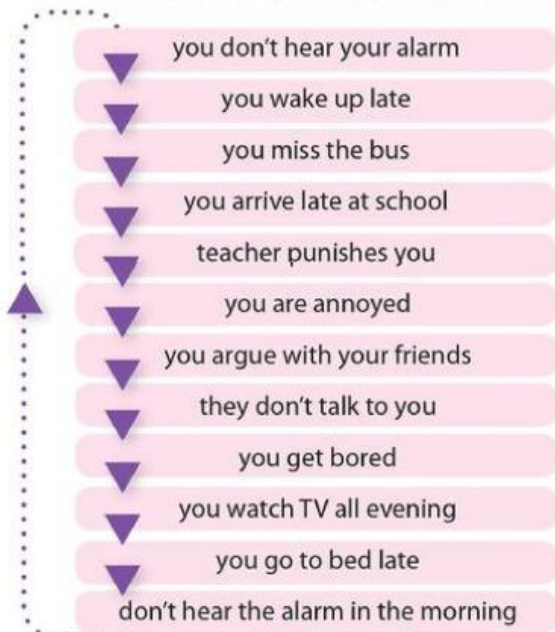 you don't hear your alarm
you wake up late
you miss the bus
you arrive late at school
teacher punishes you
you are annoyed
you argue with your friends
they don't talk to you
you get bored
you watch TV all evening
you go to bed late
don't hear the alarm in the morning